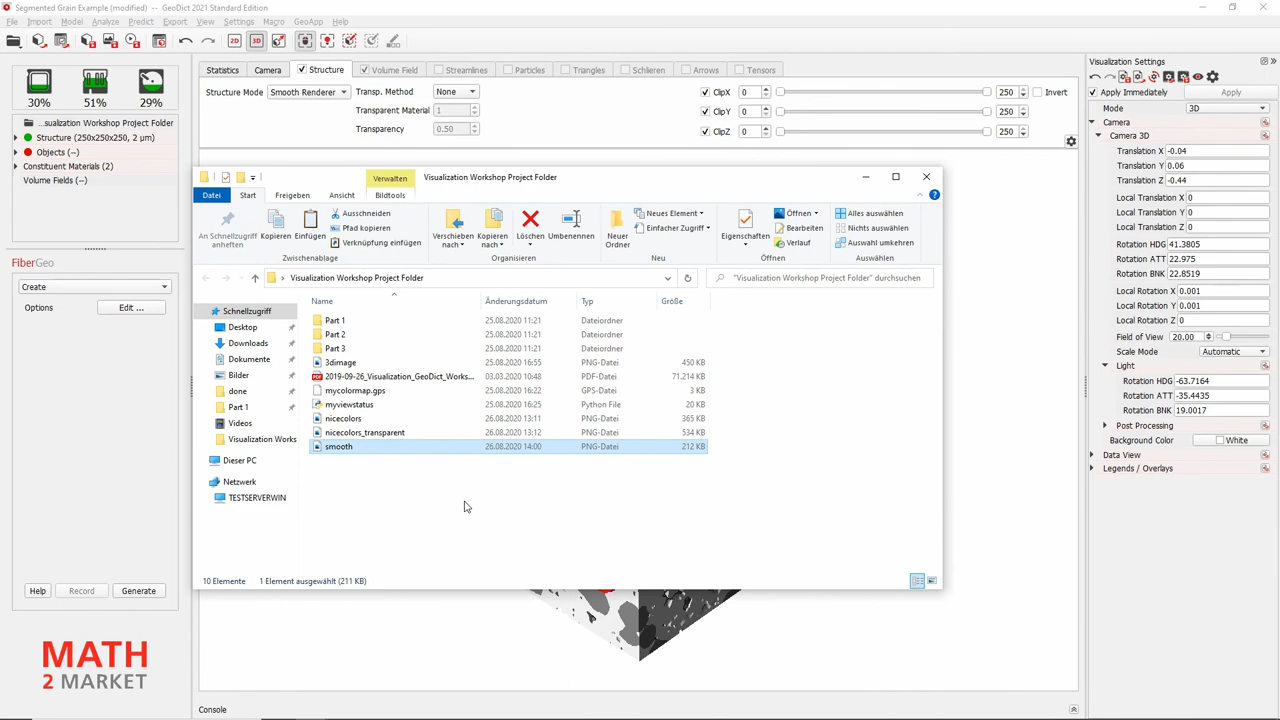 Segmented Grain Example (modified) -- GeoDict 2021 Standard Edition
File Import Model Analyze Predict Export View Settings Macro GeoApp Help
2D 3D
30% 51% 29%
Statistics Camera Structure Volume Field Streamlines Particles Triangles Schlieren Arrows Tensors
Structure Mode Smooth Renderer Transp. Method None ClipX 0 250 Invert
Transparent Material 1 ClipY 0 250
Transparency 0.50 ClipZ 0 250
...sualization Workshop Project Folder
Structure (250x250x250, 2 µm)
Objects (--)
Constituent Materials (2)
Volume Fields (--)
FiberGeo
Create
Options Edit ...
Help Record Generate
MATH
2 MARKET
Verwalten Visualization Workshop Project Folder
Datei Start Freigeben Ansicht Bildtools
An Schnellzugriff anheften
Kopieren
Einfügen
Ausschneiden
Pfad kopieren
Verknüpfung einfügen
Zwischenablage
Verschieben nach
Kopieren nach
Löschen
Umbenennen
Organisieren
Neuer Ordner
Neues Element
Einfacher Zugriff
Neu
Eigenschaften
Öffnen
Bearbeiten
Verlauf
Öffnen
Alles auswählen
Nichts auswählen
Auswahl umkehren
Auswählen
Visualization Workshop Project Folder
"Visualization Workshop Project Folder" durchsuchen
Schnellzugriff
Desktop
Downloads
Dokumente
Bilder
done
Part 1
Videos
Visualization Works
Dieser PC
Netzwerk
TESTSERVERWIN
Name Änderungsdatum Typ Größe
Part 1 25.08.2020 11:21 Dateiordner
Part 2 25.08.2020 11:21 Dateiordner
Part 3 25.08.2020 11:21 Dateiordner
3dimage 25.08.2020 16:55 PNG-Datei 450 KB
2019-09-26_Visualization_GeoDict_Works... 03.03.2020 10:48 PDF-Datei 71.214 KB
mycolormap.gps 25.08.2020 16:22 GPS-Datei 3 KB
myviewstatus 25.08.2020 16:25 Python File 20 KB
nicecolors 26.08.2020 13:11 PNG-Datei 365 KB
nicecolors_transparent 26.08.2020 13:12 PNG-Datei 534 KB
smooth 26.08.2020 14:00 PNG-Datei 212 KB
10 Elemente 1 Element ausgewählt (211 KB)
Console
Visualization Settings
Apply Immediately Apply
Mode 3D
Camera
Camera 3D
Translation X -0.04
Translation Y 0.06
Translation Z -0.44
Local Translation X 0
Local Translation Y 0
Local Translation Z 0
Rotation HDG 41.3805
Rotation ATT 22.975
Rotation BNK 22.8519
Local Rotation X 0.001
Local Rotation Y 0.001
Local Rotation Z 0
Field of View 20.00
Scale Mode Automatic
Light
Rotation HDG -63.7164
Rotation ATT -35.4435
Rotation BNK 19.0017
Post Processing
Background Color White
Data View
Legends / Overlays